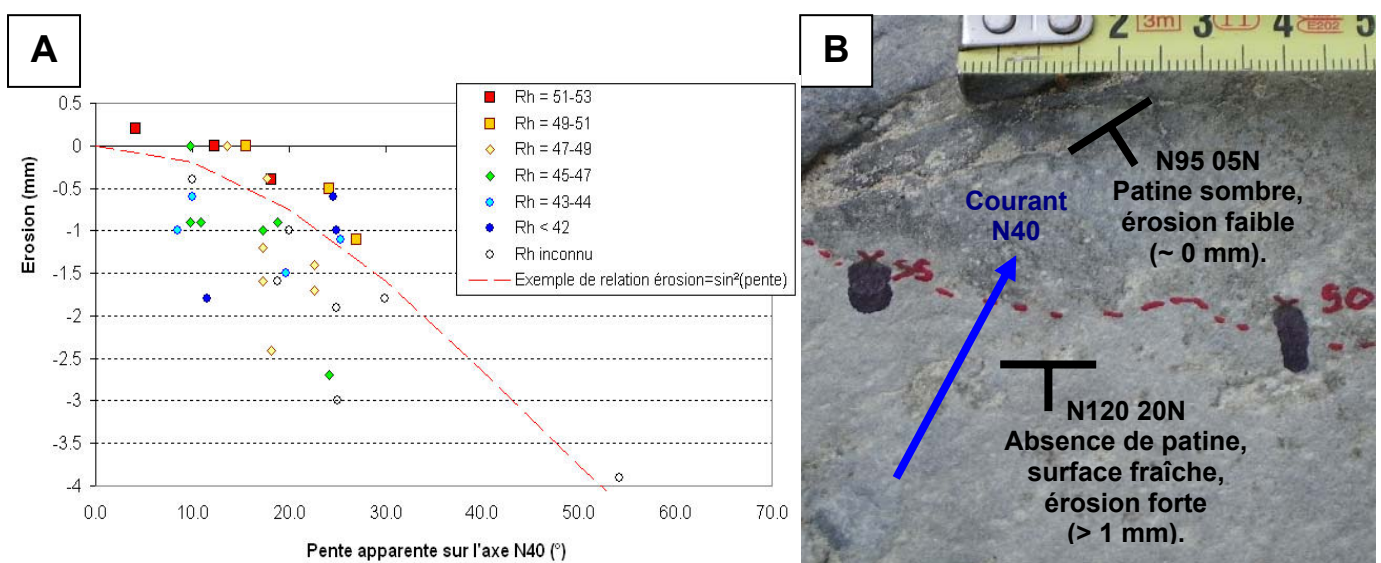 A
Rh = 51-53
Rh = 49-51
Rh = 47-49
Rh = 45-47
Rh = 43-44
Rh < 42
Rh inconnu
Exemple de relation érosion=sin²(pente)
Erosion (mm)
0.5
0
-0.5
-1
-1.5
-2
-2.5
-3
-3.5
-4
0.0 10.0 20.0 30.0 40.0 50.0 60.0 70.0
Pente apparente sur l'axe N40 (°)
B
2 3m 3 11 4 E202 5
N95 05N
Patine sombre,
érosion faible
(~ 0 mm).
Courant
N40
55
50
N120 20N
Absence de patine,
surface fraîche,
érosion forte
(> 1 mm).